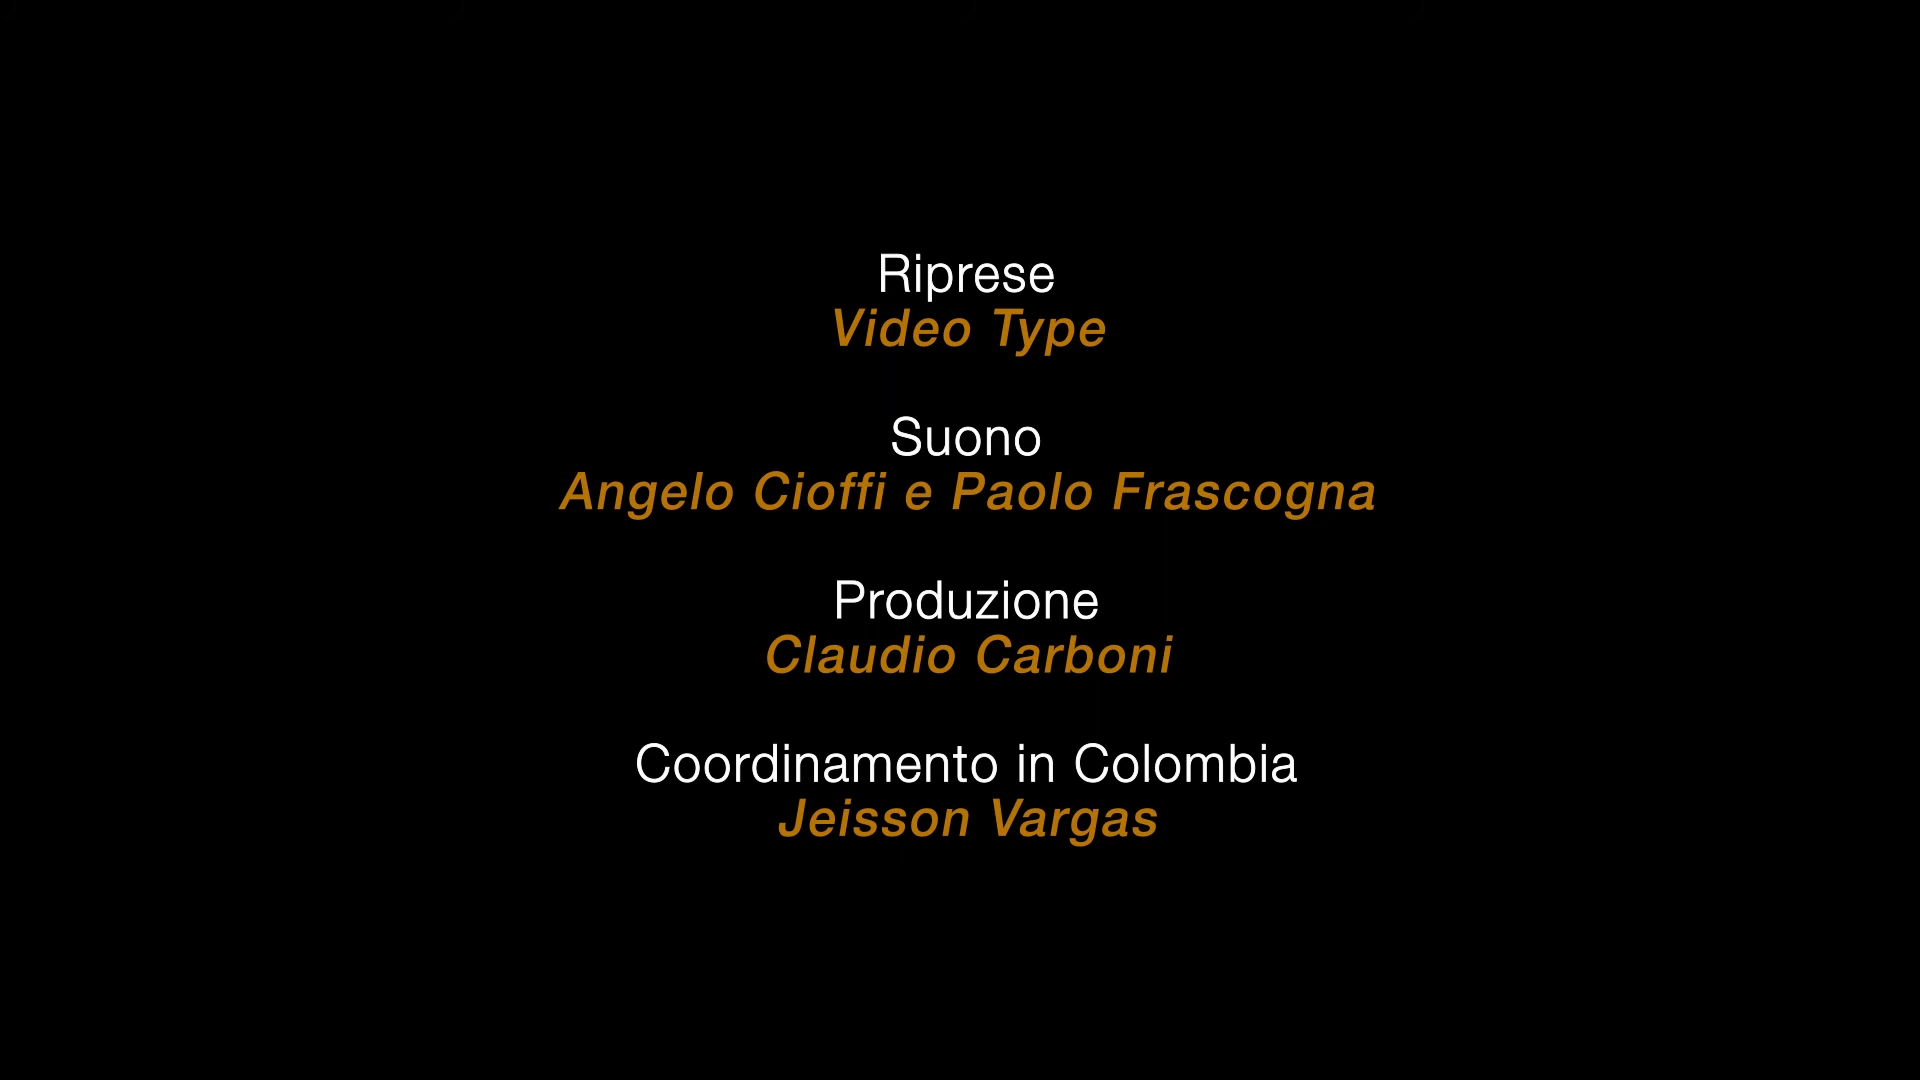 Riprese
Video Type
Suono
Angelo Cioffi e Paolo Frascogna
Produzione
Claudio Carboni
Coordinamento in Colombia
Jeisson Vargas